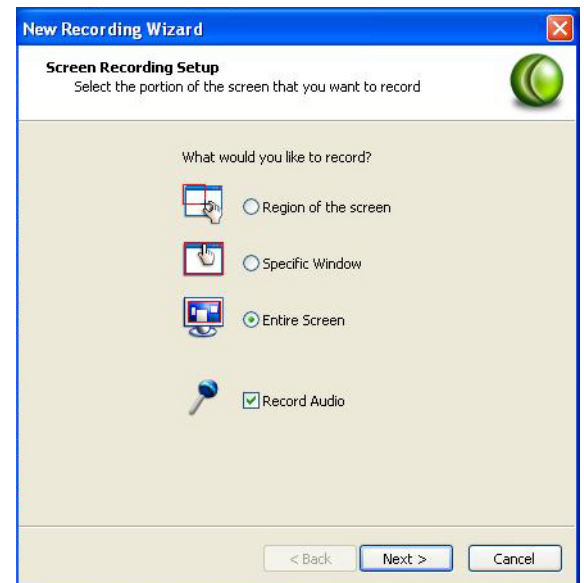 New Recording Wizard
Screen Recording Setup
Select the portion of the screen that you want to record
What would you like to record?
Region of the screen
Specific Window
Entire Screen
Record Audio
< Back
Next >
Cancel